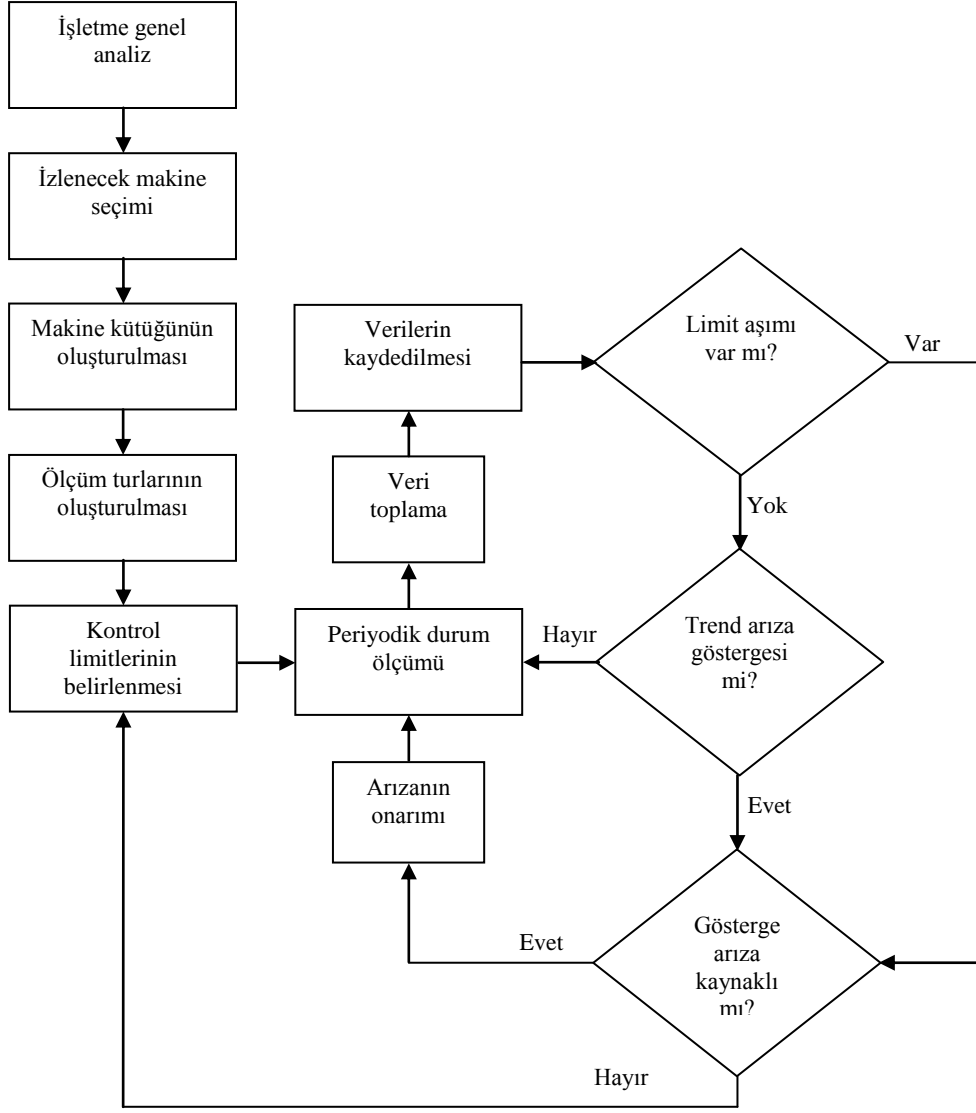 İşletme genel
analiz
İzlenecek makine
seçimi
Makine kütüğünün
oluşturulması
Ölçüm turlarının
oluşturulması
Kontrol
limitlerinin
belirlenmesi
Periyodik durum
ölçümü
Veri
toplama
Verilerin
kaydedilmesi
Limit aşımı
var mı?
Var
Yok
Trend arıza
göstergesi
mi?
Hayır
Evet
Gösterge
arıza
kaynaklı
mı?
Evet
Arızanın
onarımı
Hayır